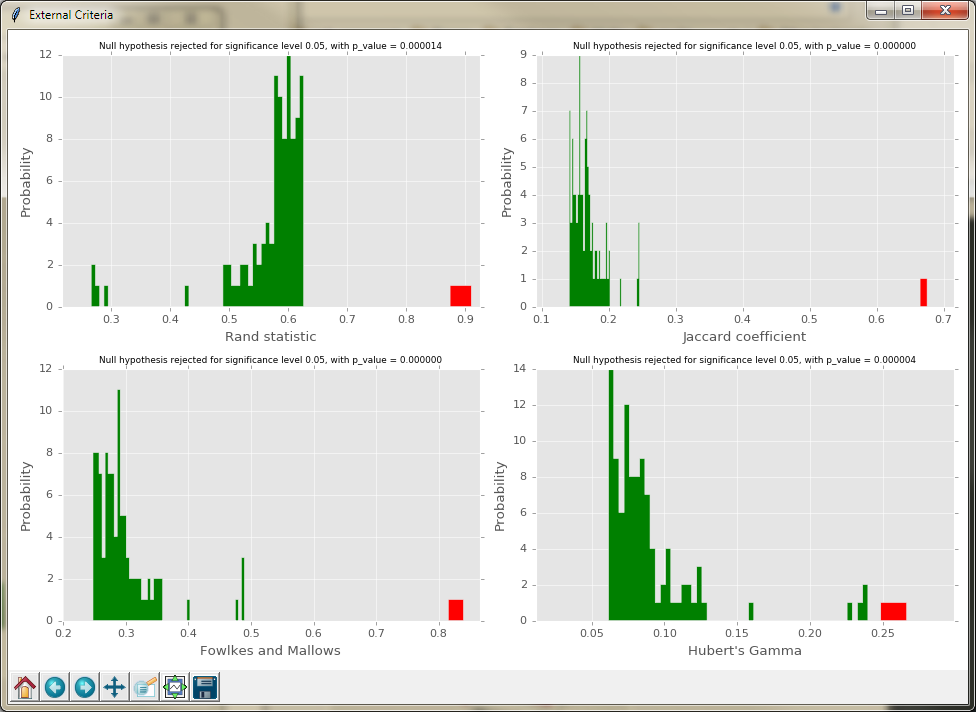 External Criteria
Null hypothesis rejected for significance level 0.05, with p_value = 0.000014
12
10
8
6
4
2
0
Probability
0.3 0.4 0.5 0.6 0.7 0.8 0.9
Rand statistic
Null hypothesis rejected for significance level 0.05, with p_value = 0.000000
9
8
7
6
5
4
3
2
1
0
Probability
0.1 0.2 0.3 0.4 0.5 0.6 0.7
Jaccard coefficient
Null hypothesis rejected for significance level 0.05, with p_value = 0.000000
12
10
8
6
4
2
0
Probability
0.2 0.3 0.4 0.5 0.6 0.7 0.8
Fowlkes and Mallows
Null hypothesis rejected for significance level 0.05, with p_value = 0.000004
14
12
10
8
6
4
2
0
Probability
0.05 0.10 0.15 0.20 0.25
Hubert's Gamma